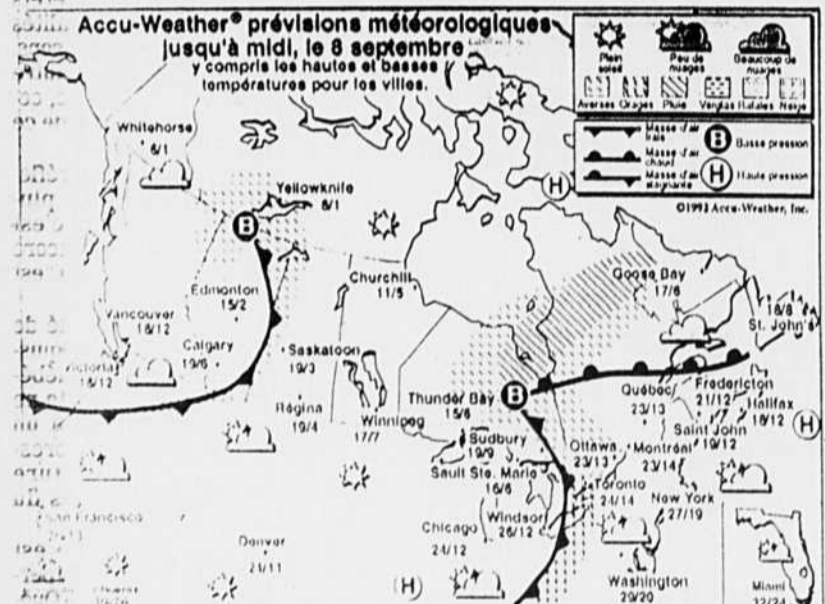 Accu-Weather® prévisions météorologiques
jusqu'à midi, le 8 septembre
y compris les hautes et basses
températures pour les villes.
Plein soleil
Peu de nuages
Beaucoup de nuages
Averses Orages Pluie Verglas Rafales Neige
Masse d'air frais
Masse d'air chaud
Masse d'air stagnante
B Basse pression
H Haute pression
©1993 Accu-Weather, Inc.
Whitehorse
6/1
Yellowknife
8/1
B
H
Edmonton
15/2
Churchill
11/5
Goose Bay
17/6
Vancouver
18/12
Calgary
19/6
Victoria
18/12
Saskatoon
19/3
Régina
19/4
Winnipeg
17/7
Thunder Bay
15/6
B
18/8
St. John's
Québec
23/13
Fredericton
21/12
Halifax
18/12
H
Saint John
19/12
Sudbury
19/9
Ottawa
23/13
Montréal
23/14
Sault Ste. Marie
16/6
Toronto
24/14
New York
27/19
Windsor
26/12
Chicago
24/12
San Francisco
Denver
21/11
H
Washington
29/20
Miami